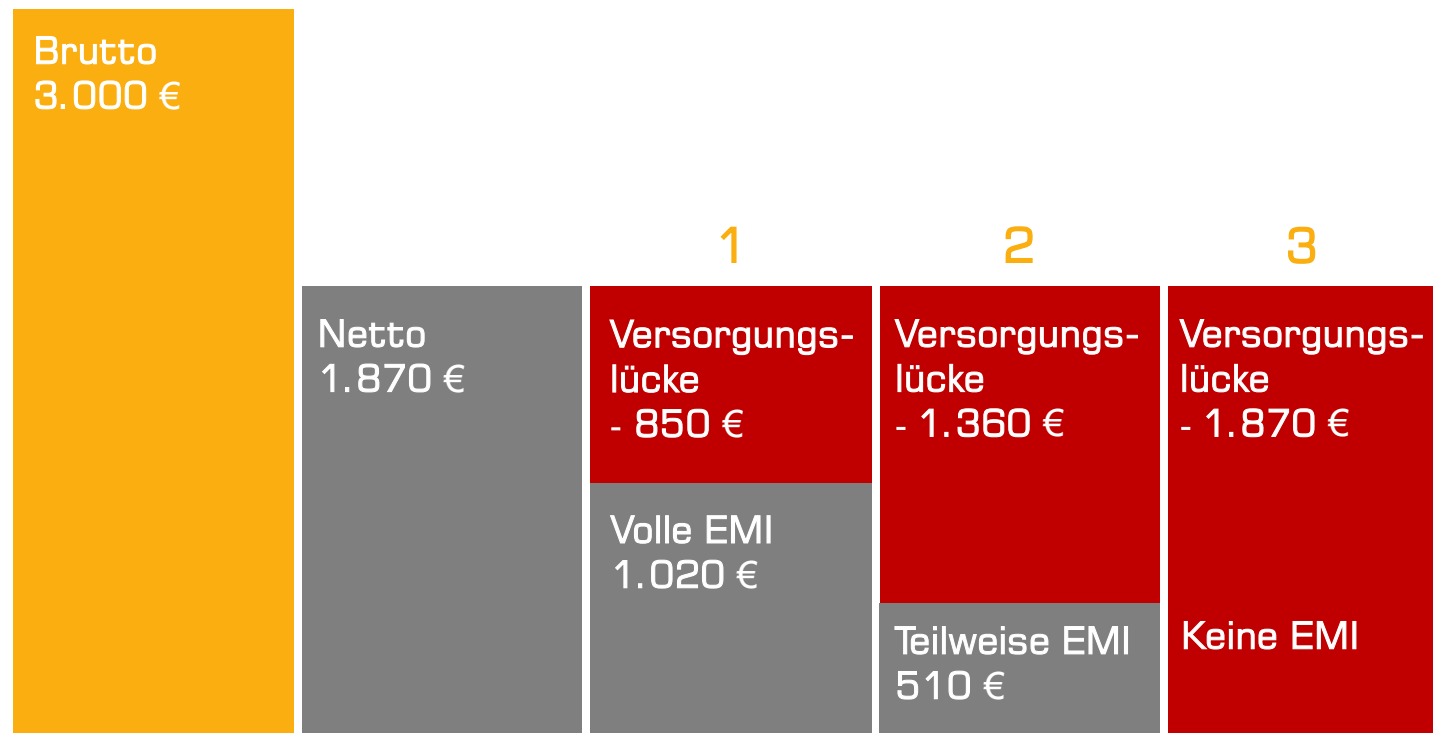 Brutto
3.000 €
Netto
1.870 €
1
Versorgungs-
lücke
- 850 €
Volle EMI
1.020 €
2
Versorgungs-
lücke
- 1.360 €
Teilweise EMI
510 €
3
Versorgungs-
lücke
- 1.870 €
Keine EMI